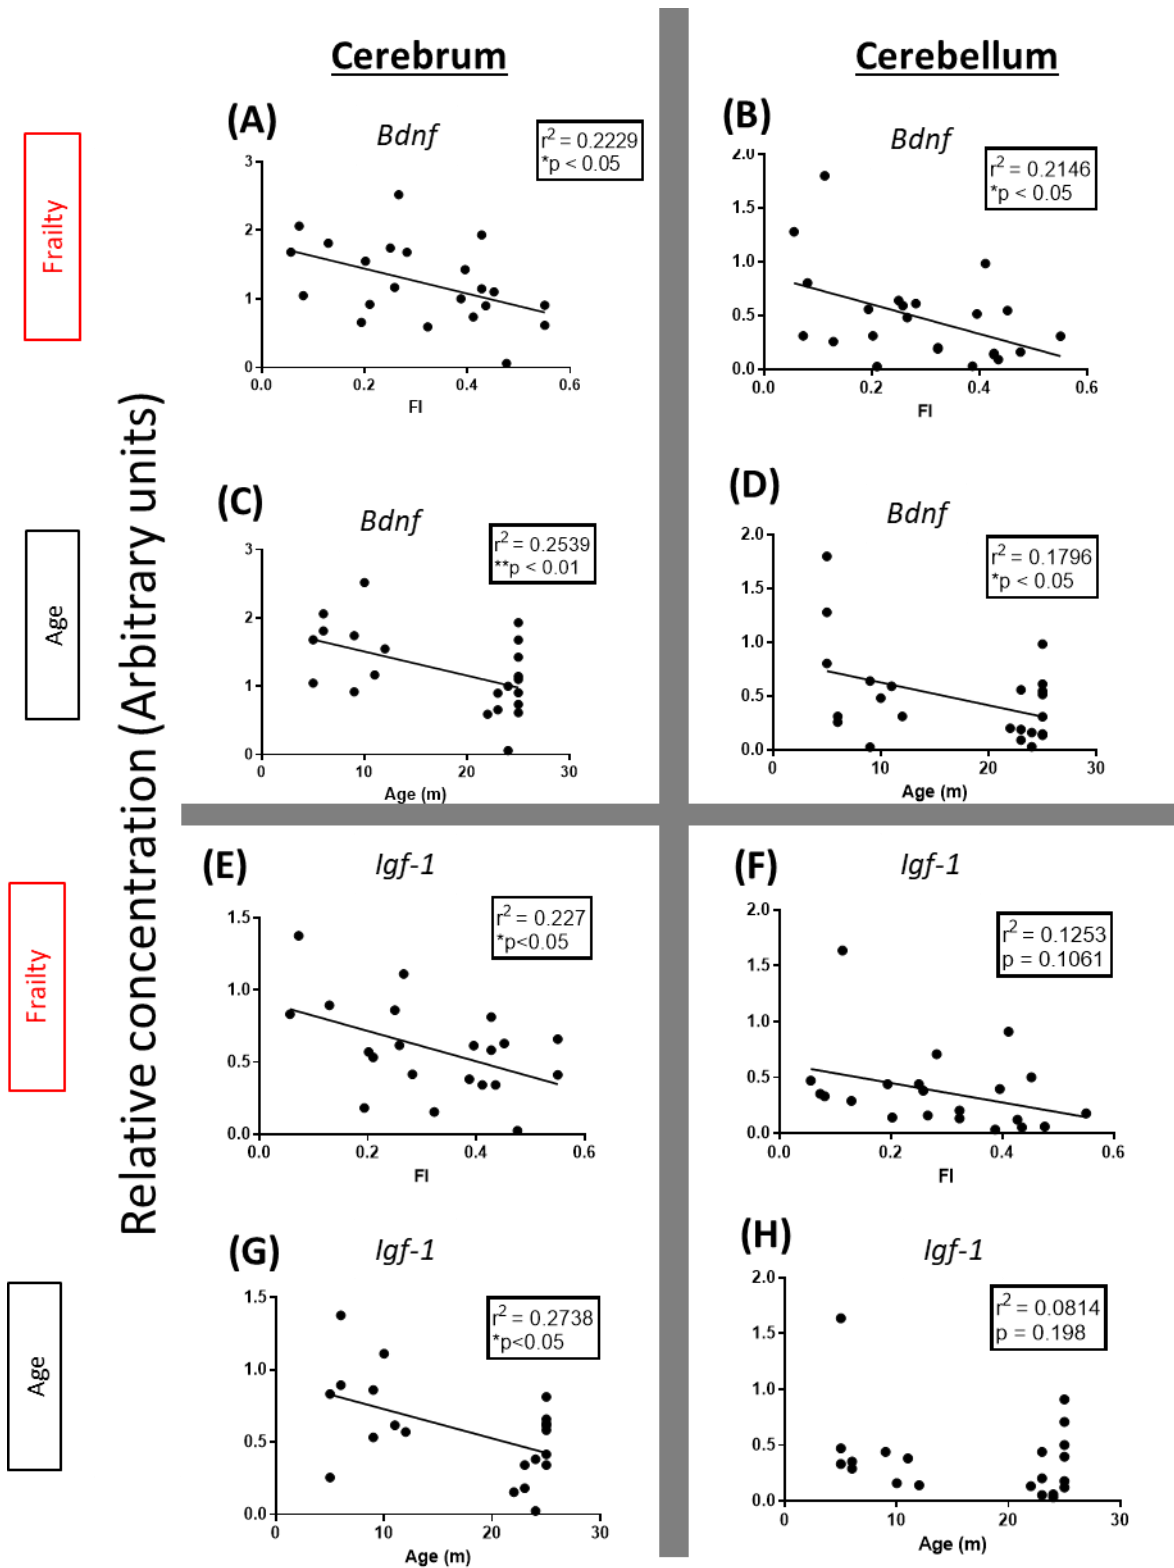 Cerebrum
Cerebellum
Frailty
Age
Frailty
Age
Relative concentration (Arbitrary units)
(A)
Bdnf
r2 = 0.2229
*p < 0.05
3
2
1
0
0.0 0.2 0.4 0.6
FI
(B)
Bdnf
r2 = 0.2146
*p < 0.05
2.0
1.5
1.0
0.5
0.0
0.0 0.2 0.4 0.6
FI
(C)
Bdnf
r2 = 0.2539
**p < 0.01
3
2
1
0
0 10 20 30
Age (m)
(D)
Bdnf
r2 = 0.1796
*p < 0.05
2.0
1.5
1.0
0.5
0.0
0 10 20 30
Age (m)
(E)
Igf-1
r2 = 0.227
*p<0.05
1.5
1.0
0.5
0.0
0.0 0.2 0.4 0.6
FI
(F)
Igf-1
r2 = 0.1253
p = 0.1061
2.0
1.5
1.0
0.5
0.0
0.0 0.2 0.4 0.6
FI
(G)
Igf-1
r2 = 0.2738
*p<0.05
1.5
1.0
0.5
0.0
0 10 20 30
Age (m)
(H)
Igf-1
r2 = 0.0814
p = 0.198
2.0
1.5
1.0
0.5
0.0
0 10 20 30
Age (m)